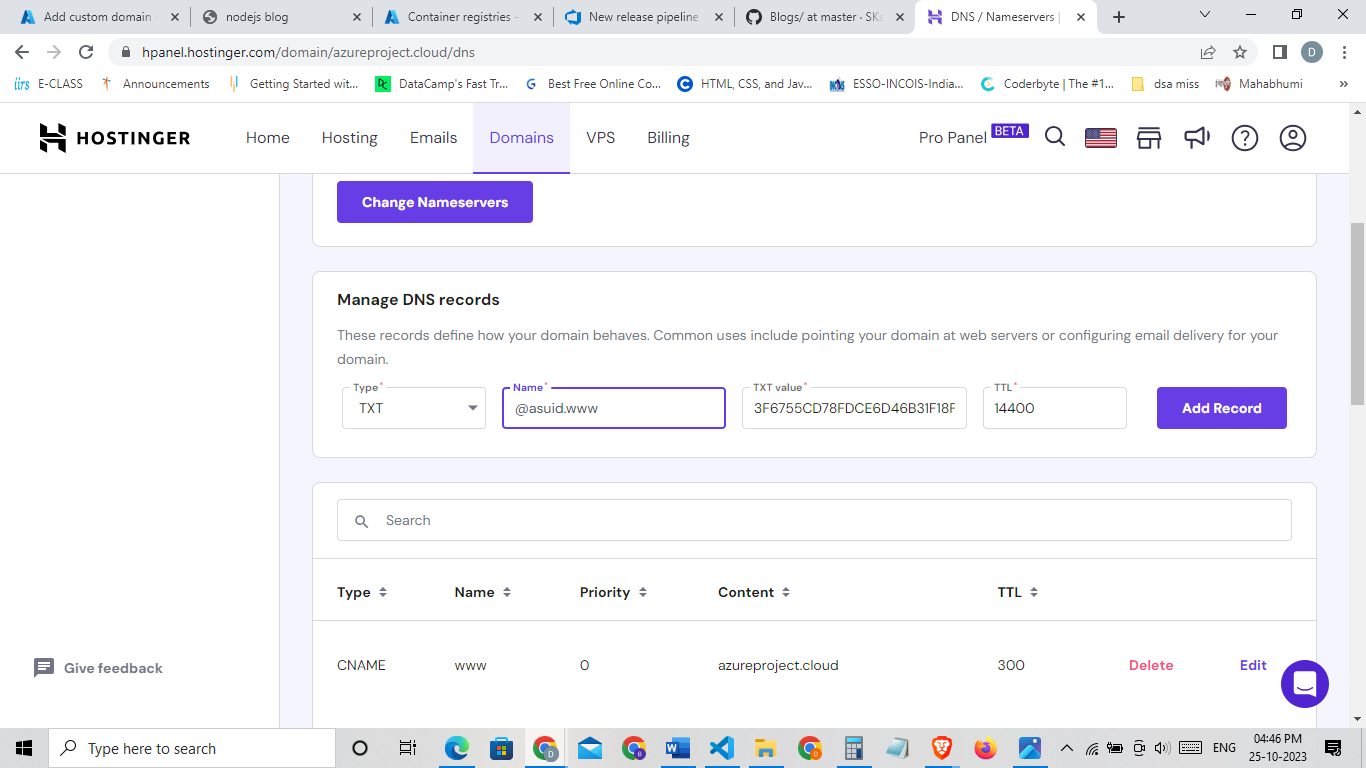 Add custom domain -
nodejs blog
Container registries -
New release pipeline
Blogs/ at master · SKs
DNS / Nameservers |
hpanel.hostinger.com/domain/azureproject.cloud/dns
D
iirs E-CLASS
Announcements
Getting Started wit...
DataCamp's Fast Tr...
Best Free Online Co...
HTML, CSS, and Jav...
ESSO-INCOIS-India...
Coderbyte | The #1...
dsa miss
Mahabhumi
»
HOSTINGER
Home
Hosting
Emails
Domains
VPS
Billing
Pro Panel BETA
Change Nameservers
Manage DNS records
These records define how your domain behaves. Common uses include pointing your domain at web servers or configuring email delivery for your
domain.
Type*
TXT
Name*
@asuid.www
TXT value*
3F6755CD78FDCE6D46B31F18F
TTL*
14400
Add Record
Search
Type
Name
Priority
Content
TTL
CNAME
www
0
azureproject.cloud
300
Delete
Edit
Give feedback
Type here to search
ENG
04:46 PM
25-10-2023